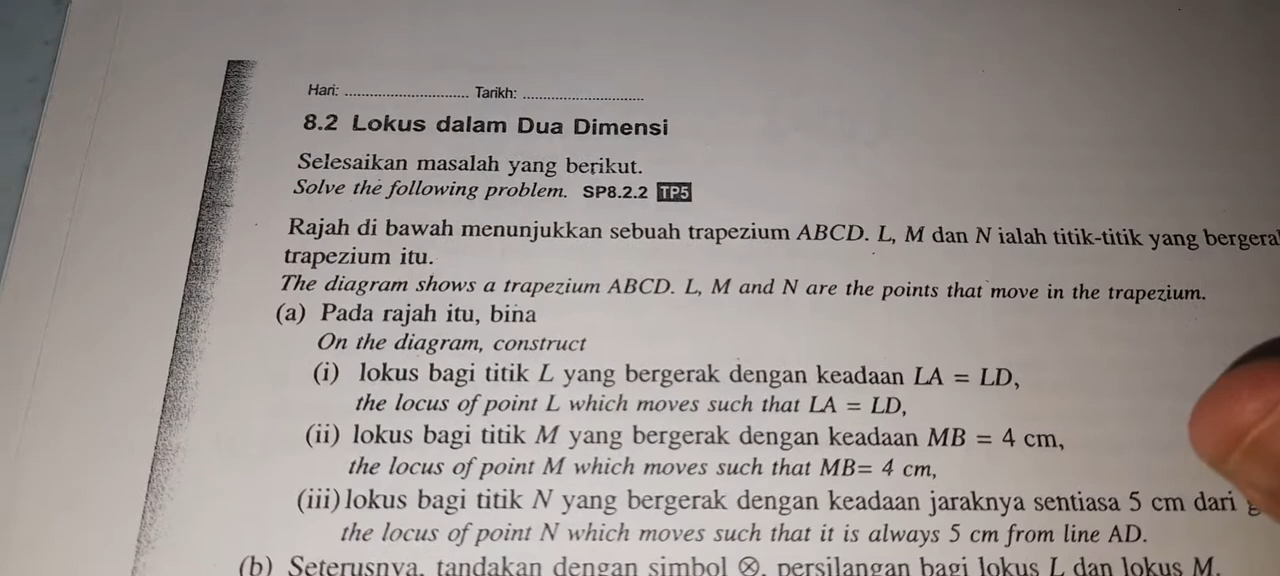 Hari: ............................ Tarikh: ............................
8.2 Lokus dalam Dua Dimensi
Selesaikan masalah yang berikut.
Solve the following problem. SP8.2.2 TP5
Rajah di bawah menunjukkan sebuah trapezium ABCD. L, M dan N ialah titik-titik yang
trapezium itu.
The diagram shows a trapezium ABCD. L, M and N are the points that move in the trapezium.
(a) Pada rajah itu, bina
On the diagram, construct
(i) lokus bagi titik L yang bergerak dengan keadaan LA = LD,
the locus of point L which moves such that LA = LD,
(ii) lokus bagi titik M yang bergerak dengan keadaan MB = 4 cm,
the locus of point M which moves such that MB= 4 cm,
(iii) lokus bagi titik N yang bergerak dengan keadaan jaraknya sentiasa 5 cm dari
the locus of point N which moves such that it is always 5 cm from line AD.
(b) Seterusnya, tandakan dengan simbol ⊗, persilangan bagi lokus L dan lokus M.